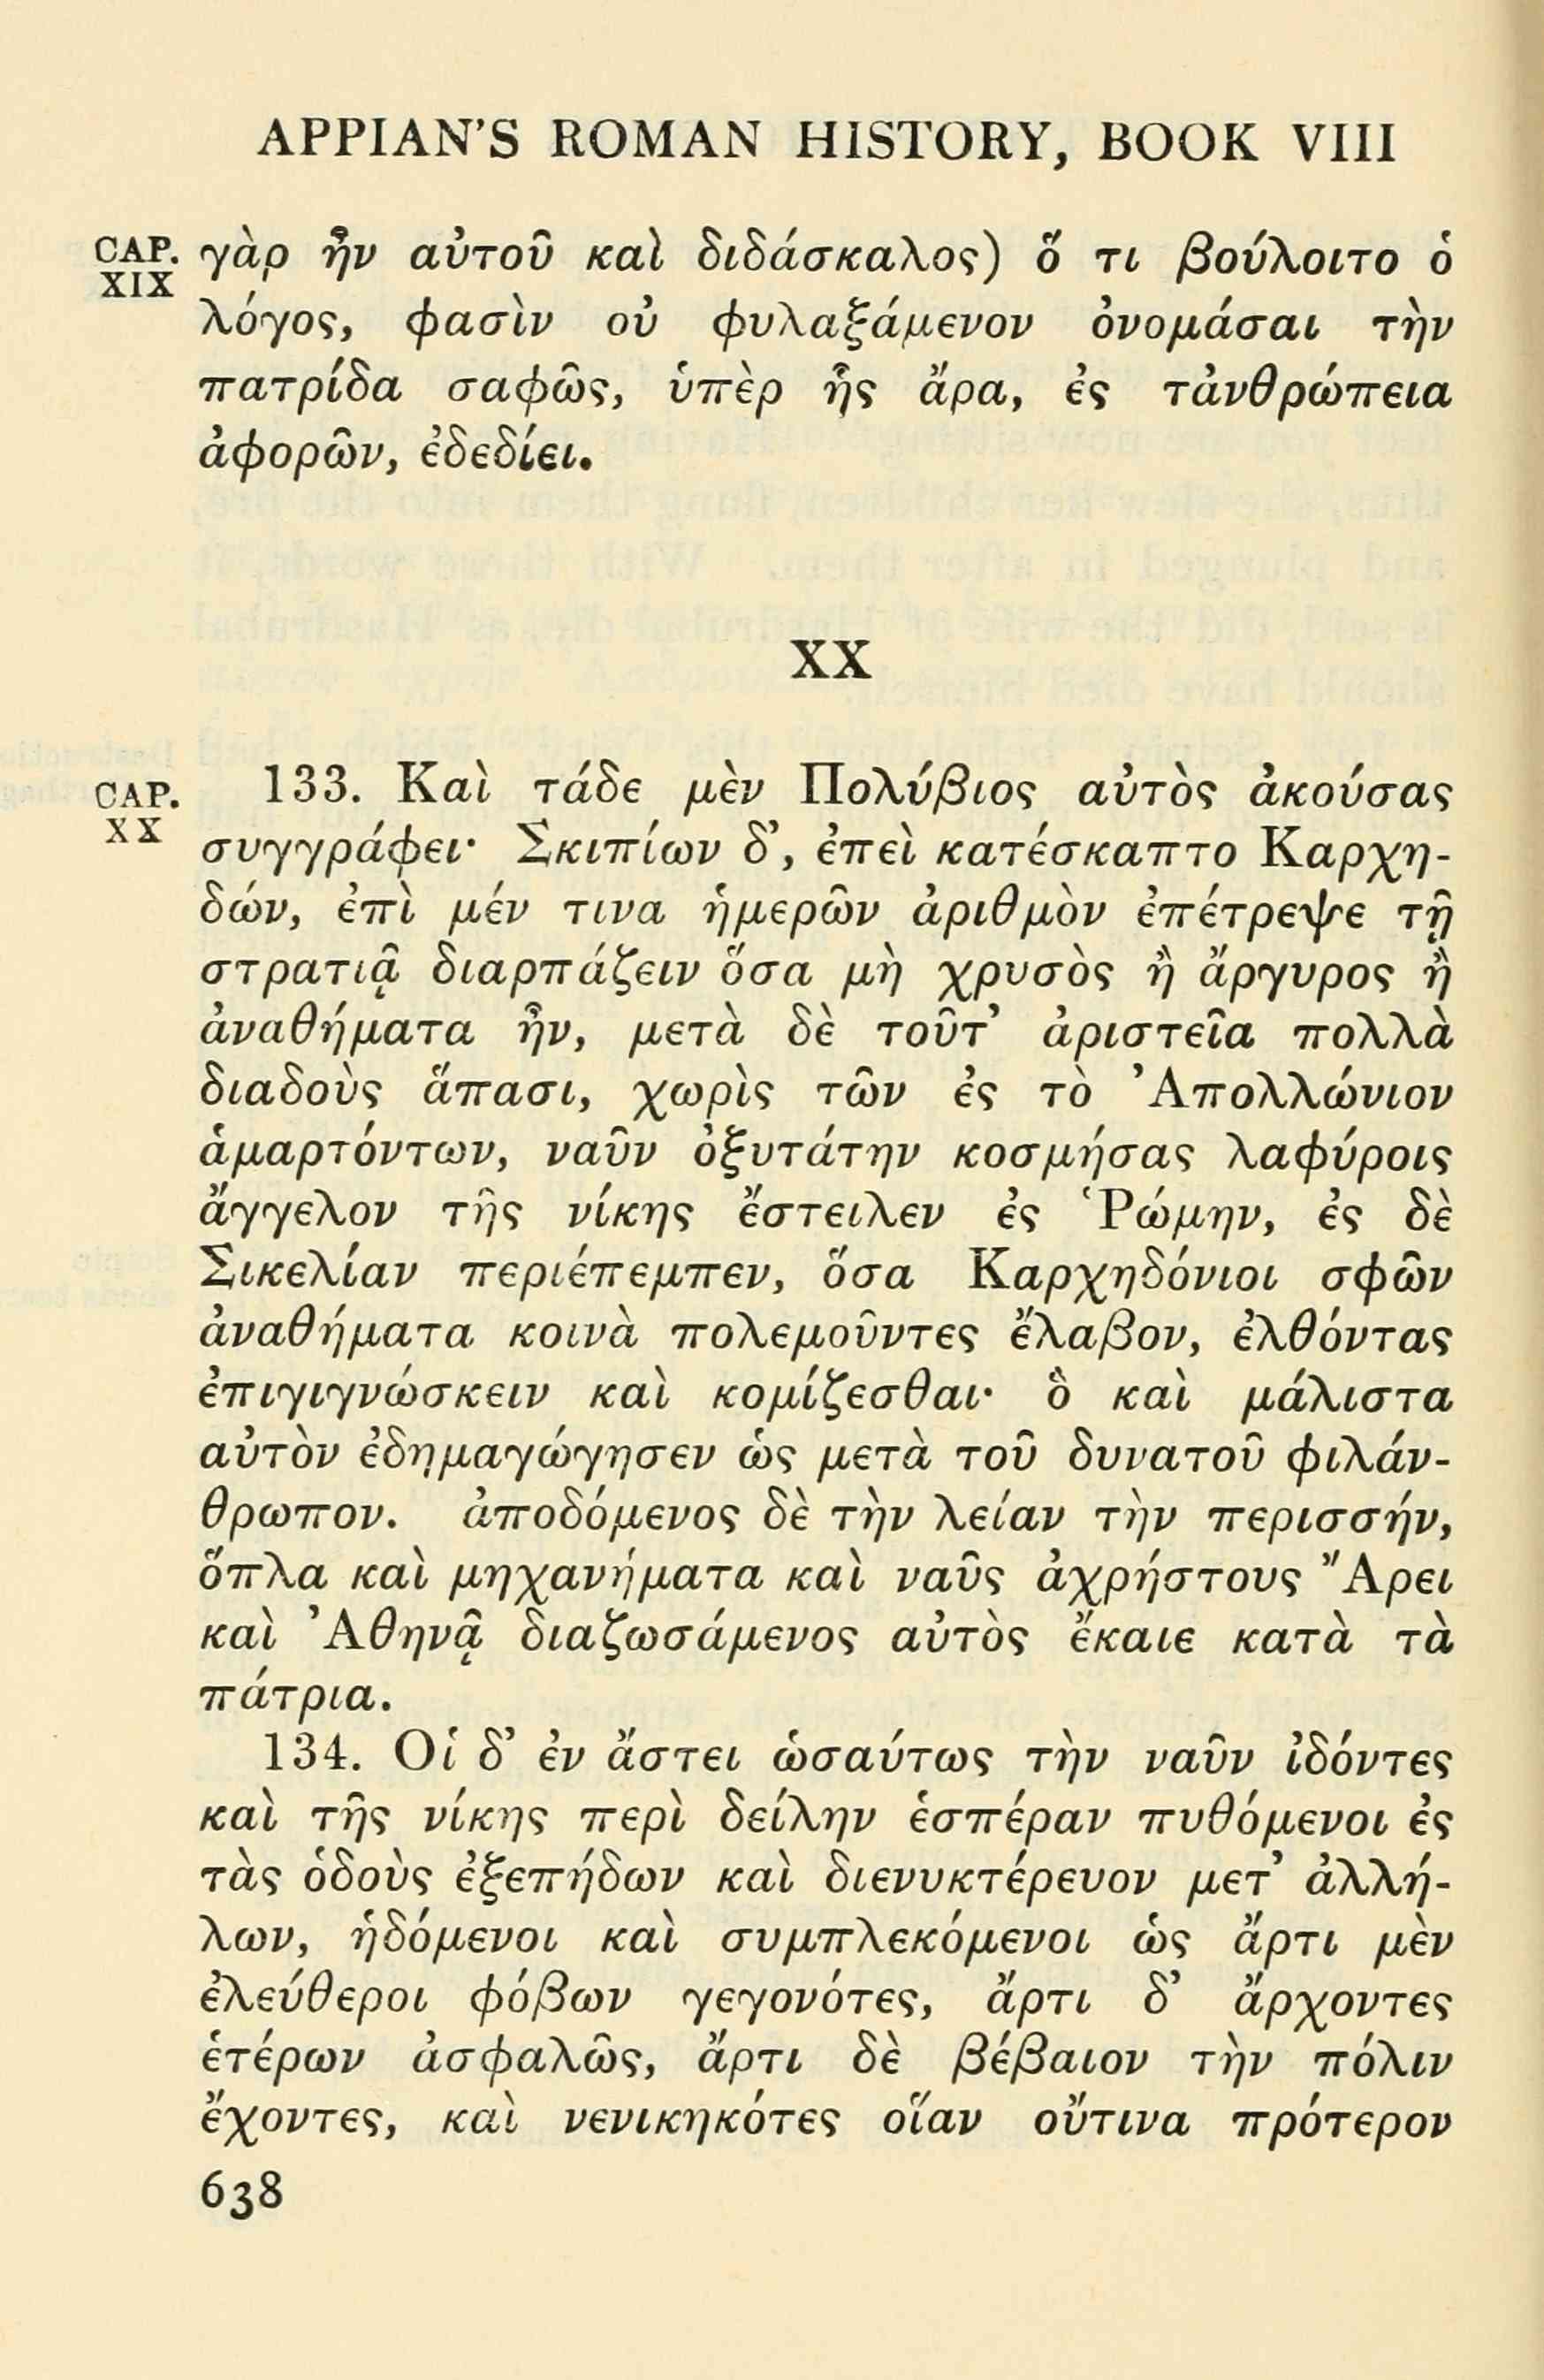 APPIAN'S ROMAN HISTORY, BOOK VIII
CAP. XIX
γὰρ ἦν αὐτοῦ καὶ διδάσκαλος) ὅ τι βούλοιτο ὁ
λόγος, φασὶν οὐ φυλαξάμενον ὀνομάσαι τὴν
πατρίδα σαφῶς, ὑπὲρ ἧς ἄρα, ἐς τἀνθρώπεια
ἀφορῶν, ἐδεδίει.
XX
CAP. XX
133. Καὶ τάδε μὲν Πολύβιος αὐτὸς ἀκούσας
συγγράφει· Σκιπίων δ’, ἐπεὶ κατέσκαπτο Καρχη-
δών, ἐπὶ μέν τινα ἡμερῶν ἀριθμὸν ἐπέτρεψε τῇ
στρατιᾷ διαρπάζειν ὅσα μὴ χρυσὸς ἢ ἄργυρος ἢ
ἀναθήματα ἦν, μετὰ δὲ τοῦτ’ ἀριστεῖα πολλὰ
διαδοὺς ἅπασι, χωρὶς τῶν ἐς τὸ Ἀπολλώνιον
ἁμαρτόντων, ναῦν ὀξυτάτην κοσμήσας λαφύροις
ἄγγελον τῆς νίκης ἔστειλεν ἐς Ῥώμην, ἐς δὲ
Σικελίαν περιέπεμπεν, ὅσα Καρχηδόνιοι σφῶν
ἀναθήματα κοινὰ πολεμοῦντες ἔλαβον, ἐλθόντας
ἐπιγιγνώσκειν καὶ κομίζεσθαι· ὃ καὶ μάλιστα
αὐτὸν ἐδημαγώγησεν ὡς μετὰ τοῦ δυνατοῦ φιλάν-
θρωπον. ἀποδόμενος δὲ τὴν λείαν τὴν περισσήν,
ὅπλα καὶ μηχανήματα καὶ ναῦς ἀχρήστους Ἄρει
καὶ Ἀθηνᾷ διαζωσάμενος αὐτὸς ἔκαιε κατὰ τὰ
πάτρια.
134. Οἱ δ’ ἐν ἄστει ὡσαύτως τὴν ναῦν ἰδόντες
καὶ τῆς νίκης περὶ δείλην ἑσπέραν πυθόμενοι ἐς
τὰς ὁδοὺς ἐξεπήδων καὶ διενυκτέρευον μετ’ ἀλλή-
λων, ἡδόμενοι καὶ συμπλεκόμενοι ὡς ἄρτι μὲν
ἐλεύθεροι φόβων γεγονότες, ἄρτι δ’ ἄρχοντες
ἑτέρων ἀσφαλῶς, ἄρτι δὲ βέβαιον τὴν πόλιν
ἔχοντες, καὶ νενικηκότες οἵαν οὔτινα πρότερον
638